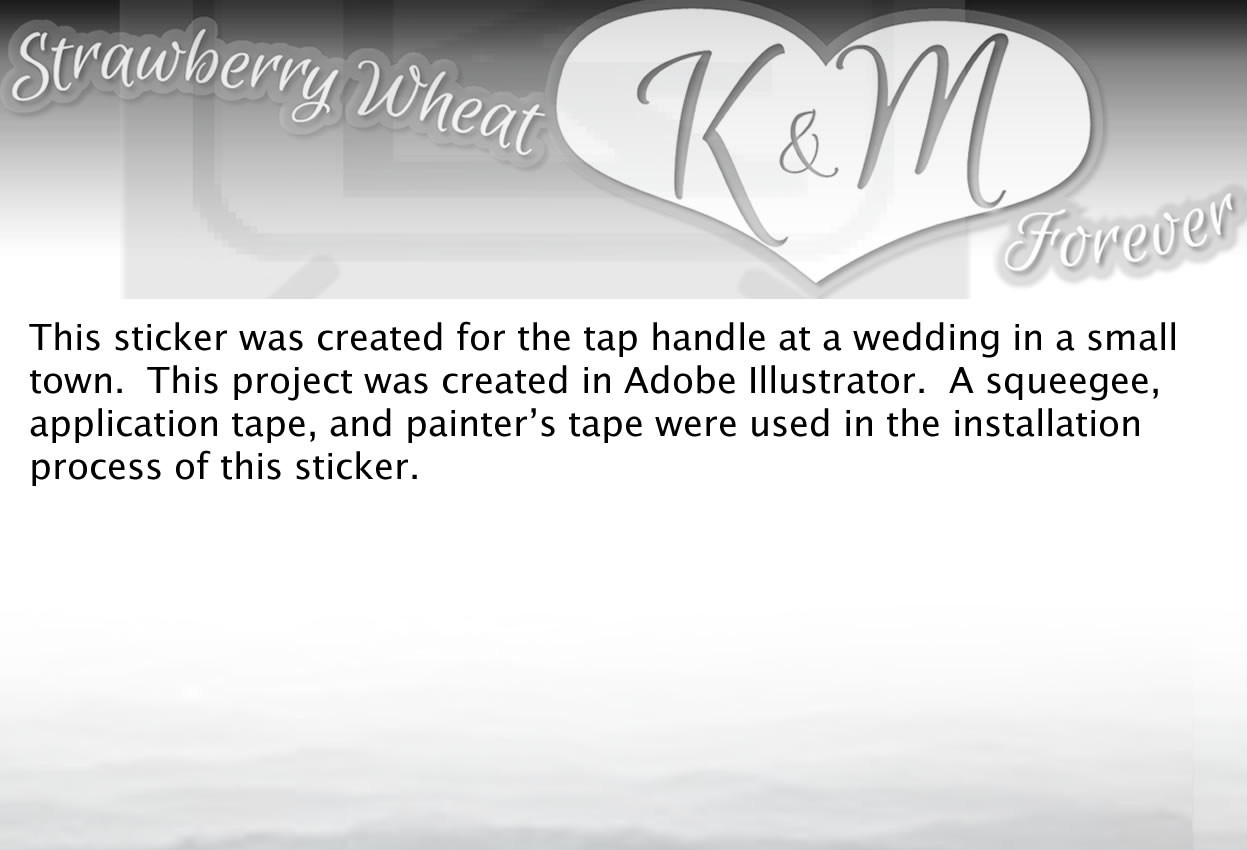 Strawberry Wheat
K & M
Forever
This sticker was created for the tap handle at a wedding in a small
town.  This project was created in Adobe Illustrator.  A squeegee,
application tape, and painter’s tape were used in the installation
process of this sticker.